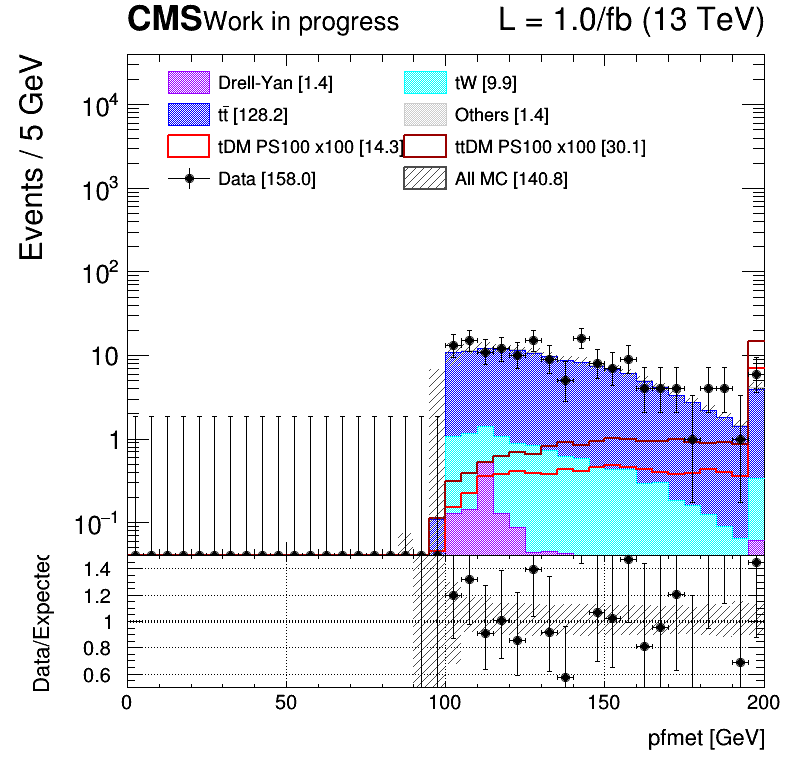 CMS Work in progress L = 1.0/fb (13 TeV)
Events / 5 GeV
Drell-Yan [1.4] tW [9.9]
tt̄ [128.2] Others [1.4]
tDM PS100 x100 [14.3] ttDM PS100 x100 [30.1]
Data [158.0] All MC [140.8]
10⁴
10³
10²
10
1
10⁻¹
Data/Expected
1.4
1.2
1
0.8
0.6
0 50 100 150 200
pfmet [GeV]